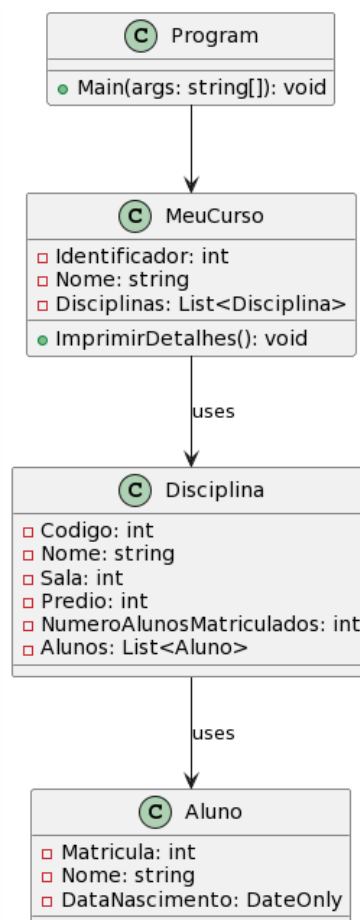 C Program
+ Main(args: string[]): void
C MeuCurso
Identificador: int
Nome: string
Disciplinas: List<Disciplina>
ImprimirDetalhes(): void
uses
C Disciplina
Codigo: int
Nome: string
Sala: int
Predio: int
NumeroAlunosMatriculados: int
Alunos: List<Aluno>
uses
C Aluno
Matricula: int
Nome: string
DataNascimento: DateOnly